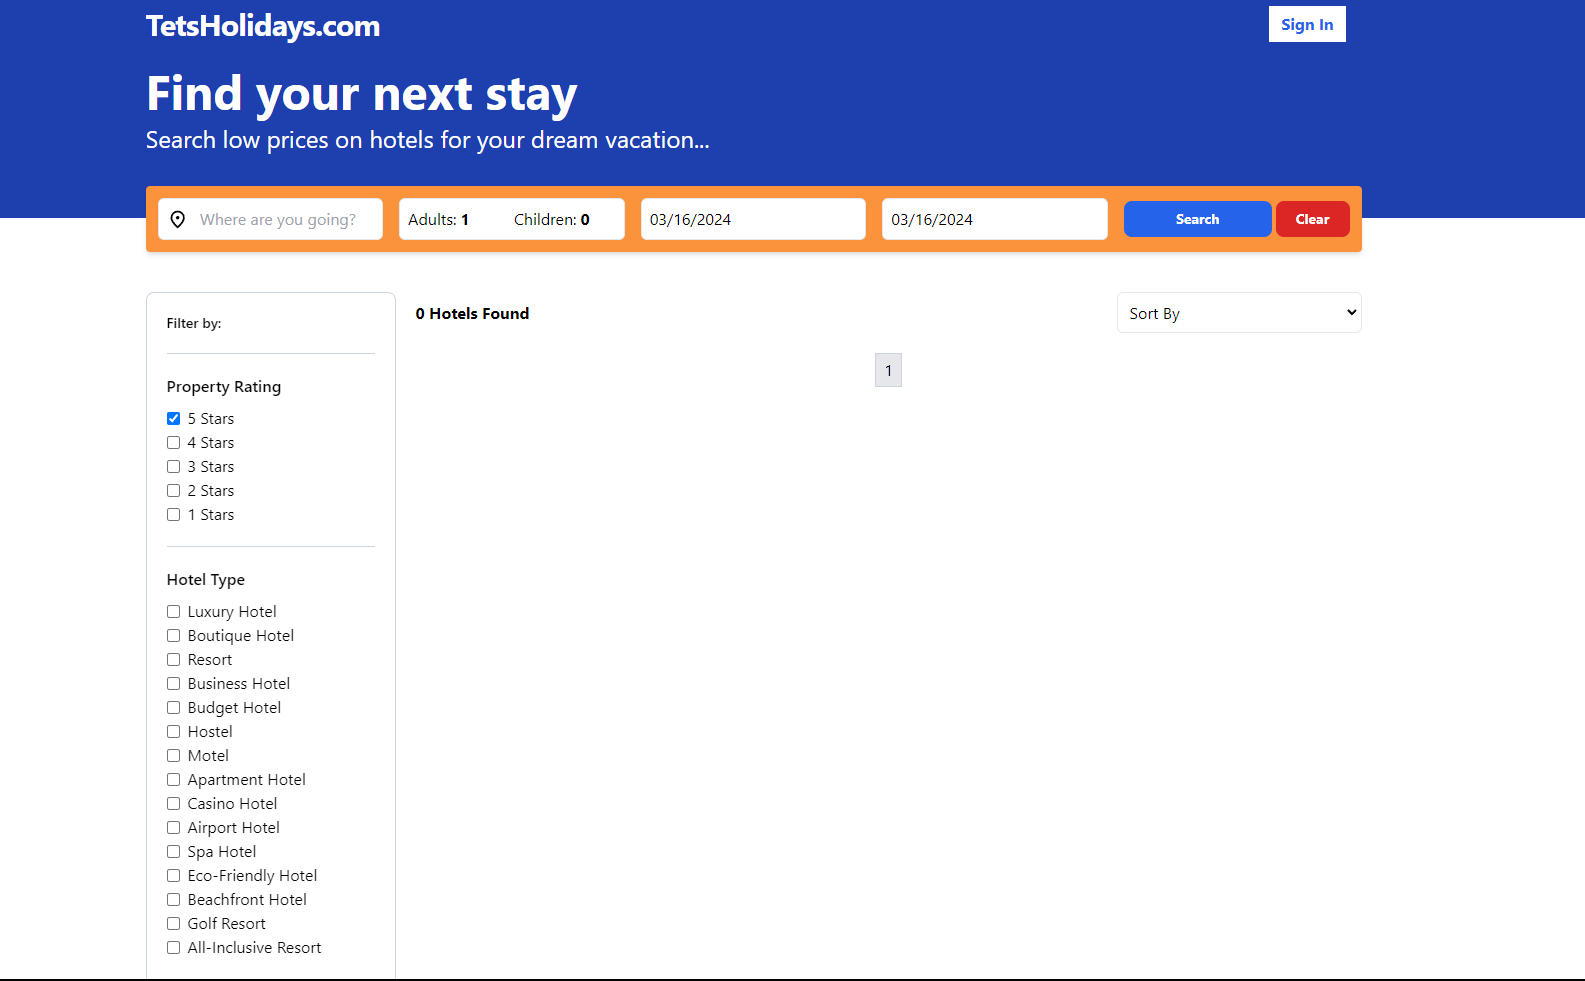 TetsHolidays.com
Sign In
Find your next stay
Search low prices on hotels for your dream vacation...
Where are you going?
Adults: 1
Children: 0
03/16/2024
03/16/2024
Search
Clear
Filter by:
Property Rating
5 Stars
4 Stars
3 Stars
2 Stars
1 Stars
Hotel Type
Luxury Hotel
Boutique Hotel
Resort
Business Hotel
Budget Hotel
Hostel
Motel
Apartment Hotel
Casino Hotel
Airport Hotel
Spa Hotel
Eco-Friendly Hotel
Beachfront Hotel
Golf Resort
All-Inclusive Resort
0 Hotels Found
Sort By
1